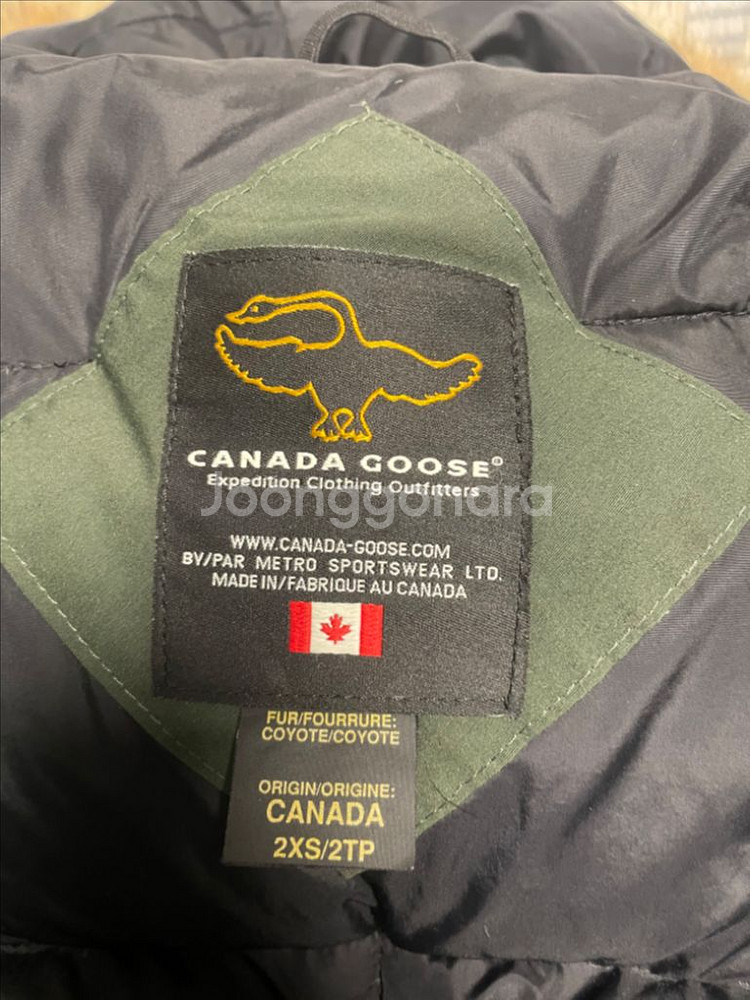 CANADA GOOSE®
Expedition Clothing Outfitters
Joonggonara
WWW.CANADA-GOOSE.COM
BY/PAR METRO SPORTSWEAR LTD.
MADE IN/FABRIQUE AU CANADA
FUR/FOURRURE:
COYOTE/COYOTE
ORIGIN/ORIGINE:
CANADA
2XS/2TP